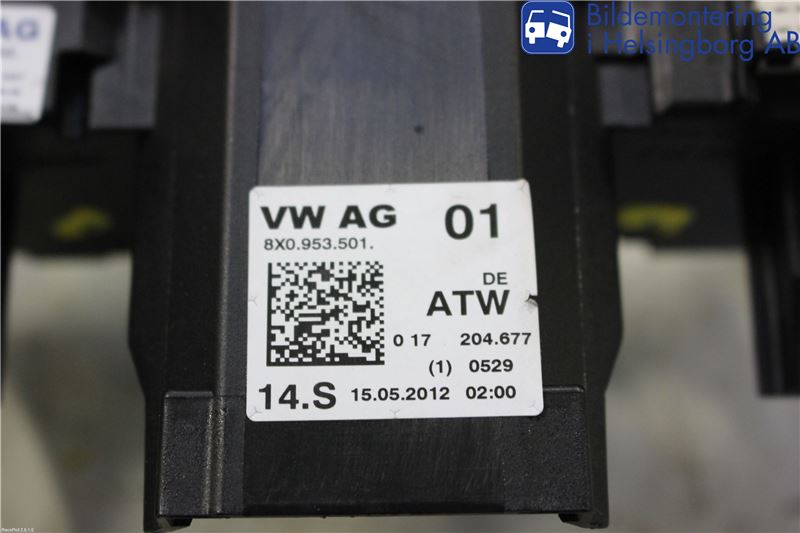 Bildemontering
i Helsingborg AB
AG
VW AG 01
8X0.953.501.
DE
ATW
0 17 204.677
(1) 0529
14.S 15.05.2012 02:00